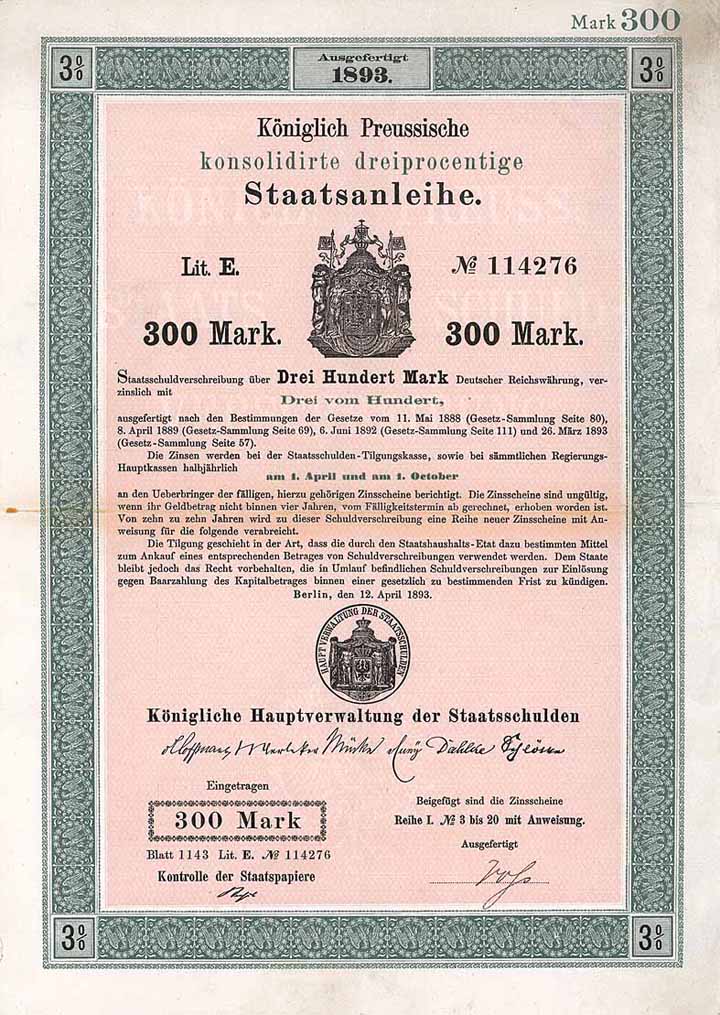 Mark 300
3%
Ausgefertigt
1893.
3%
Königlich Preussische
konsolidirte dreiprocentige
Staatsanleihe.
Lit. E.
№ 114276
300 Mark.
300 Mark.
Staatsschuldverschreibung über Drei Hundert Mark Deutscher Reichswährung, ver-
zinslich mit
Drei vom Hundert,
ausgefertigt nach den Bestimmungen der Gesetze vom 11. Mai 1888 (Gesetz-Sammlung Seite 80),
8. April 1889 (Gesetz-Sammlung Seite 69), 6. Juni 1892 (Gesetz-Sammlung Seite 111) und 26. März 1893
(Gesetz-Sammlung Seite 57).
Die Zinsen werden bei der Staatsschulden-Tilgungskasse, sowie bei sämmtlichen Regierungs-
Hauptkassen halbjährlich
am 1. April und am 1. October
an den Ueberbringer der fälligen, hierzu gehörigen Zinsscheine berichtigt. Die Zinsscheine sind ungültig,
wenn ihr Geldbetrag nicht binnen vier Jahren, vom Fälligkeitstermin ab gerechnet, erhoben worden ist.
Von zehn zu zehn Jahren wird zu dieser Schuldverschreibung eine Reihe neuer Zinsscheine mit An-
weisung für die folgende verabreicht.
Die Tilgung geschieht in der Art, dass die durch den Staatshaushalts-Etat dazu bestimmten Mittel
zum Ankauf eines entsprechenden Betrages von Schuldverschreibungen verwendet werden. Dem Staate
bleibt jedoch das Recht vorbehalten, die in Umlauf befindlichen Schuldverschreibungen zur Einlösung
gegen Baarzahlung des Kapitalbetrages binnen einer gesetzlich zu bestimmenden Frist zu kündigen.
Berlin, den 12. April 1893.
HAUPTVERWALTUNG DER STAATSSCHULDEN
Königliche Hauptverwaltung der Staatsschulden
Mücke
Eingetragen
300 Mark
Blatt 1143 Lit. E. № 114276
Kontrolle der Staatspapiere
Beigefügt sind die Zinsscheine
Reihe I. № 3 bis 20 mit Anweisung.
Ausgefertigt
3%
3%